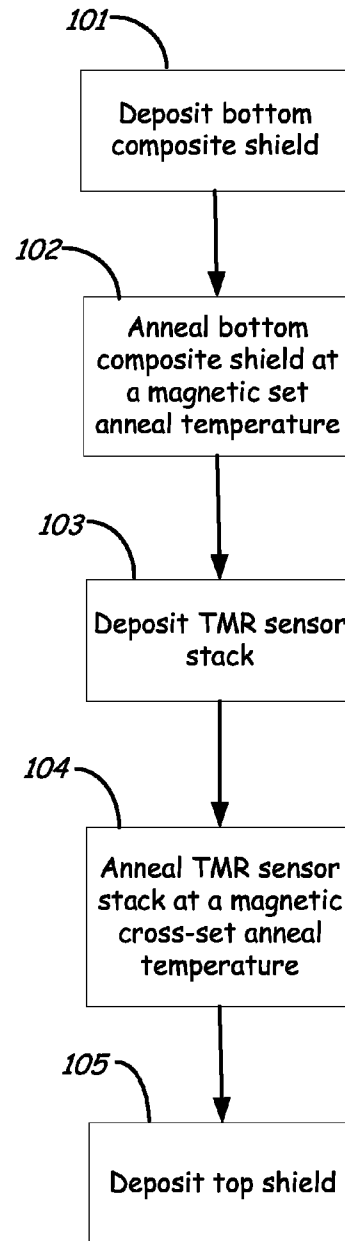 101
Deposit bottom
composite shield
102
Anneal bottom
composite shield at
a magnetic set
anneal temperature
103
Deposit TMR sensor
stack
104
Anneal TMR sensor
stack at a magnetic
cross-set anneal
temperature
105
Deposit top shield